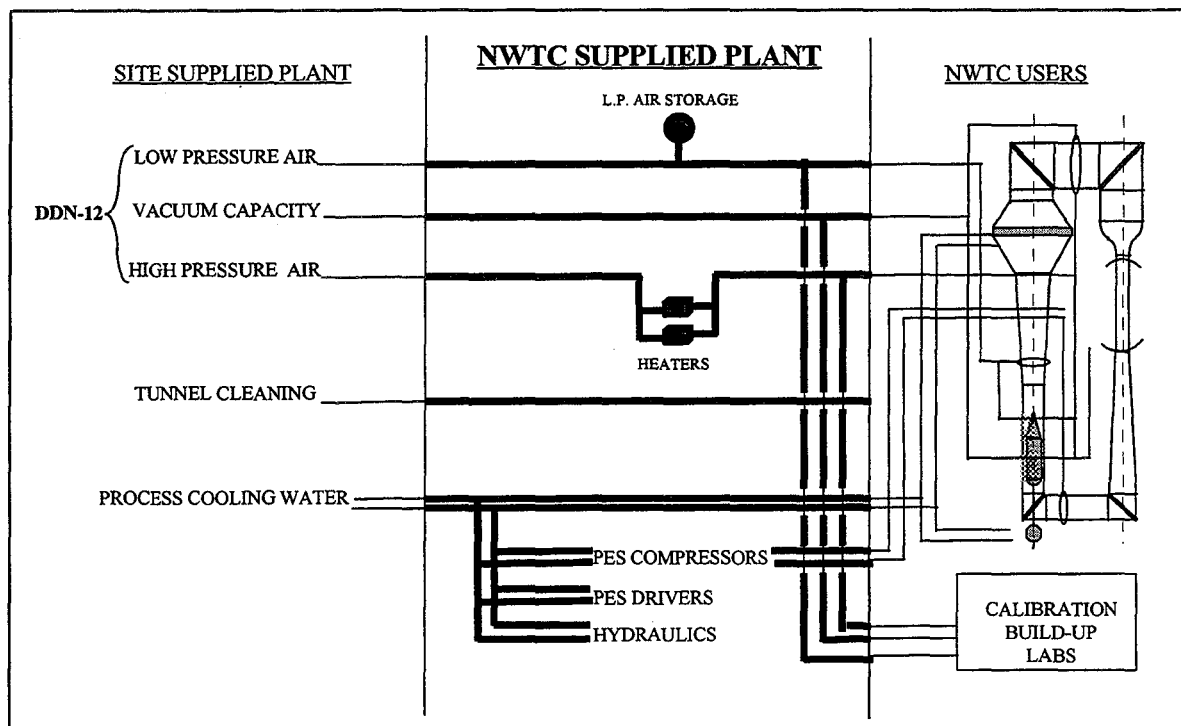 SITE SUPPLIED PLANT
NWTC SUPPLIED PLANT
NWTC USERS
L.P. AIR STORAGE
DDN-12
LOW PRESSURE AIR
VACUUM CAPACITY
HIGH PRESSURE AIR
HEATERS
TUNNEL CLEANING
PROCESS COOLING WATER
PES COMPRESSORS
PES DRIVERS
HYDRAULICS
CALIBRATION
BUILD-UP
LABS